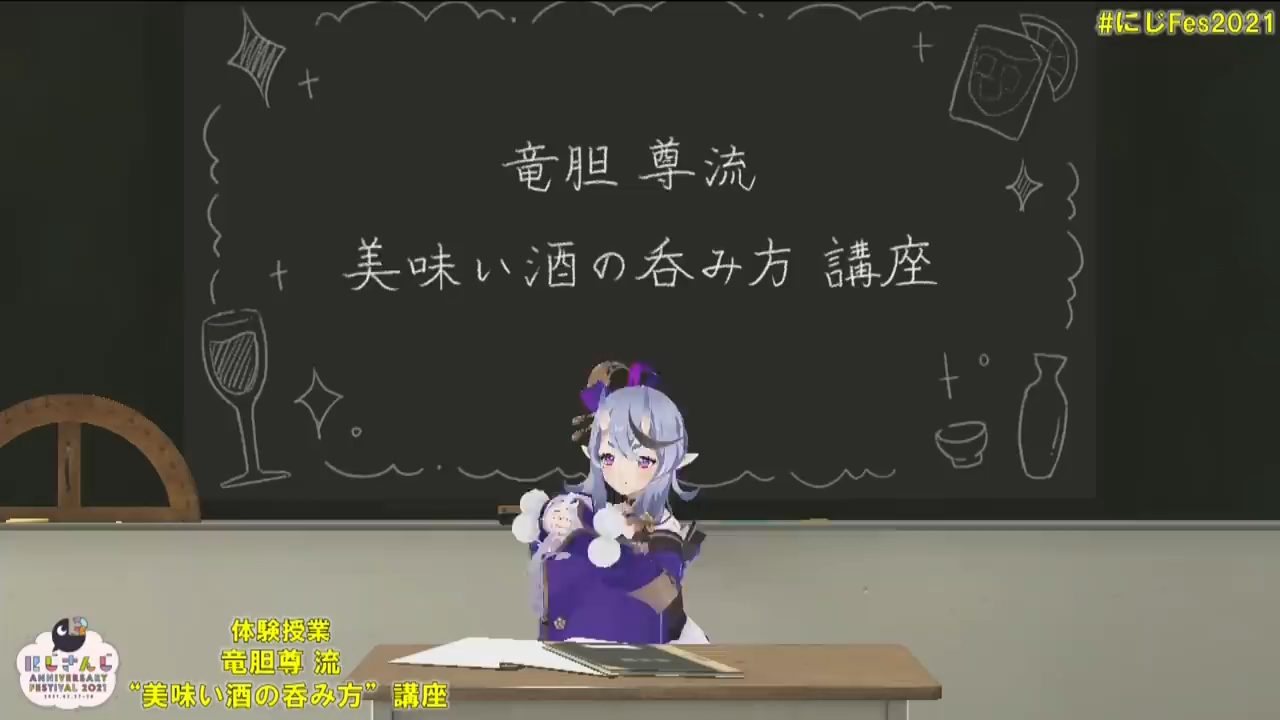 #にじFes2021
竜胆 尊流
美味い酒の呑み方 講座
体験授業
竜胆尊 流
“美味い酒の呑み方” 講座
にじさんじ
ANNIVERSARY
FESTIVAL 2021